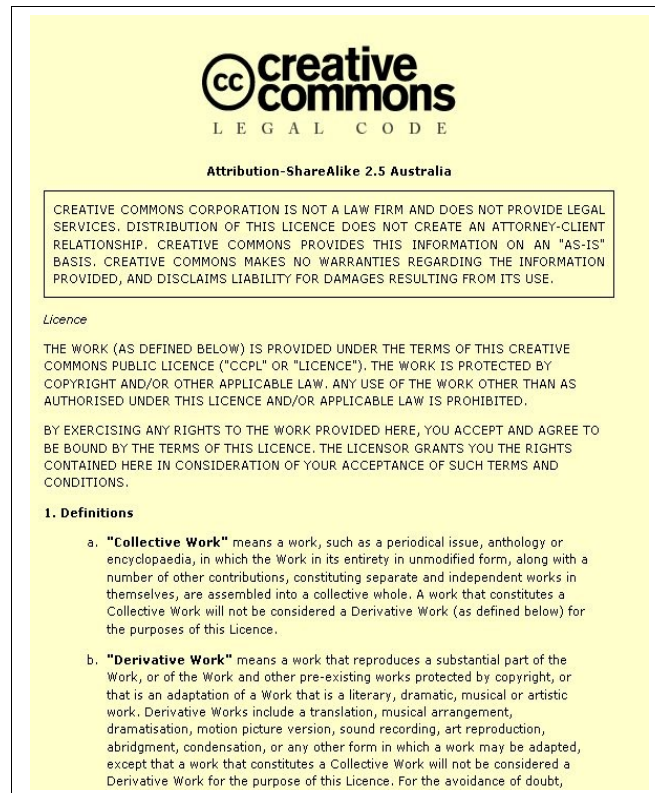 cc creative
commons
LEGAL CODE
Attribution-ShareAlike 2.5 Australia
CREATIVE COMMONS CORPORATION IS NOT A LAW FIRM AND DOES NOT PROVIDE LEGAL
SERVICES. DISTRIBUTION OF THIS LICENCE DOES NOT CREATE AN ATTORNEY-CLIENT
RELATIONSHIP. CREATIVE COMMONS PROVIDES THIS INFORMATION ON AN "AS-IS"
BASIS. CREATIVE COMMONS MAKES NO WARRANTIES REGARDING THE INFORMATION
PROVIDED, AND DISCLAIMS LIABILITY FOR DAMAGES RESULTING FROM ITS USE.
Licence
THE WORK (AS DEFINED BELOW) IS PROVIDED UNDER THE TERMS OF THIS CREATIVE
COMMONS PUBLIC LICENCE ("CCPL" OR "LICENCE"). THE WORK IS PROTECTED BY
COPYRIGHT AND/OR OTHER APPLICABLE LAW. ANY USE OF THE WORK OTHER THAN AS
AUTHORISED UNDER THIS LICENCE AND/OR APPLICABLE LAW IS PROHIBITED.
BY EXERCISING ANY RIGHTS TO THE WORK PROVIDED HERE, YOU ACCEPT AND AGREE TO
BE BOUND BY THE TERMS OF THIS LICENCE. THE LICENSOR GRANTS YOU THE RIGHTS
CONTAINED HERE IN CONSIDERATION OF YOUR ACCEPTANCE OF SUCH TERMS AND
CONDITIONS.
1. Definitions
a. "Collective Work" means a work, such as a periodical issue, anthology or
encyclopaedia, in which the Work in its entirety in unmodified form, along with a
number of other contributions, constituting separate and independent works in
themselves, are assembled into a collective whole. A work that constitutes a
Collective Work will not be considered a Derivative Work (as defined below) for
the purposes of this Licence.
b. "Derivative Work" means a work that reproduces a substantial part of the
Work, or of the Work and other pre-existing works protected by copyright, or
that is an adaptation of a Work that is a literary, dramatic, musical or artistic
work. Derivative Works include a translation, musical arrangement,
dramatisation, motion picture version, sound recording, art reproduction,
abridgment, condensation, or any other form in which a work may be adapted,
except that a work that constitutes a Collective Work will not be considered a
Derivative Work for the purpose of this Licence. For the avoidance of doubt,